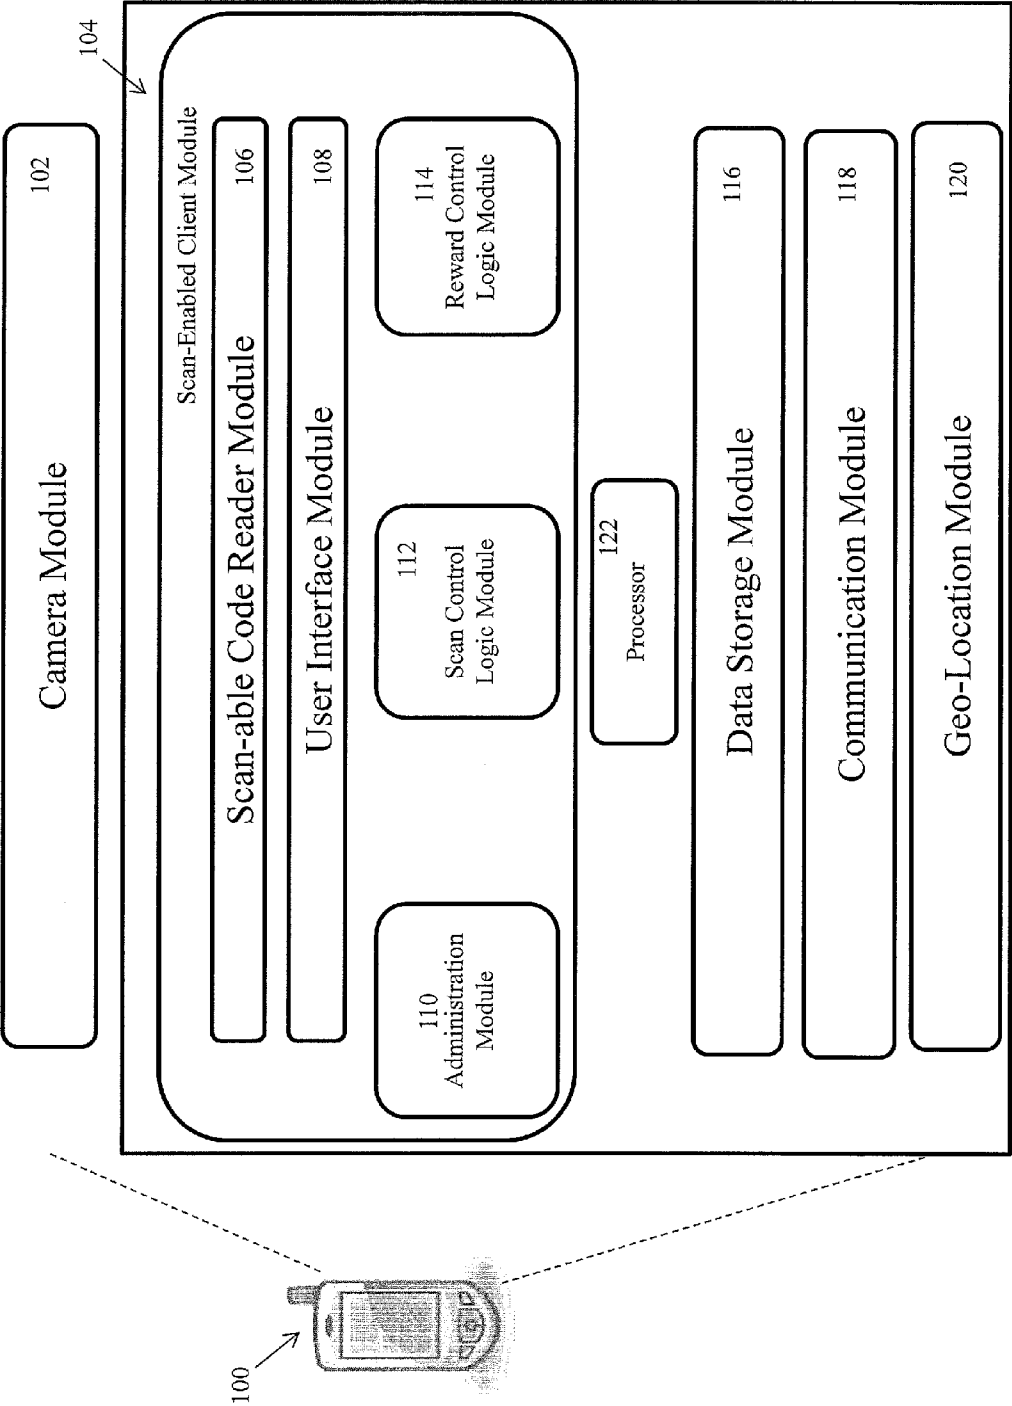 100
Camera Module
102
104
Scan-Enabled Client Module
Scan-able Code Reader Module
106
User Interface Module
108
110
Administration
Module
112
Scan Control
Logic Module
114
Reward Control
Logic Module
122
Processor
Data Storage Module
116
Communication Module
118
Geo-Location Module
120